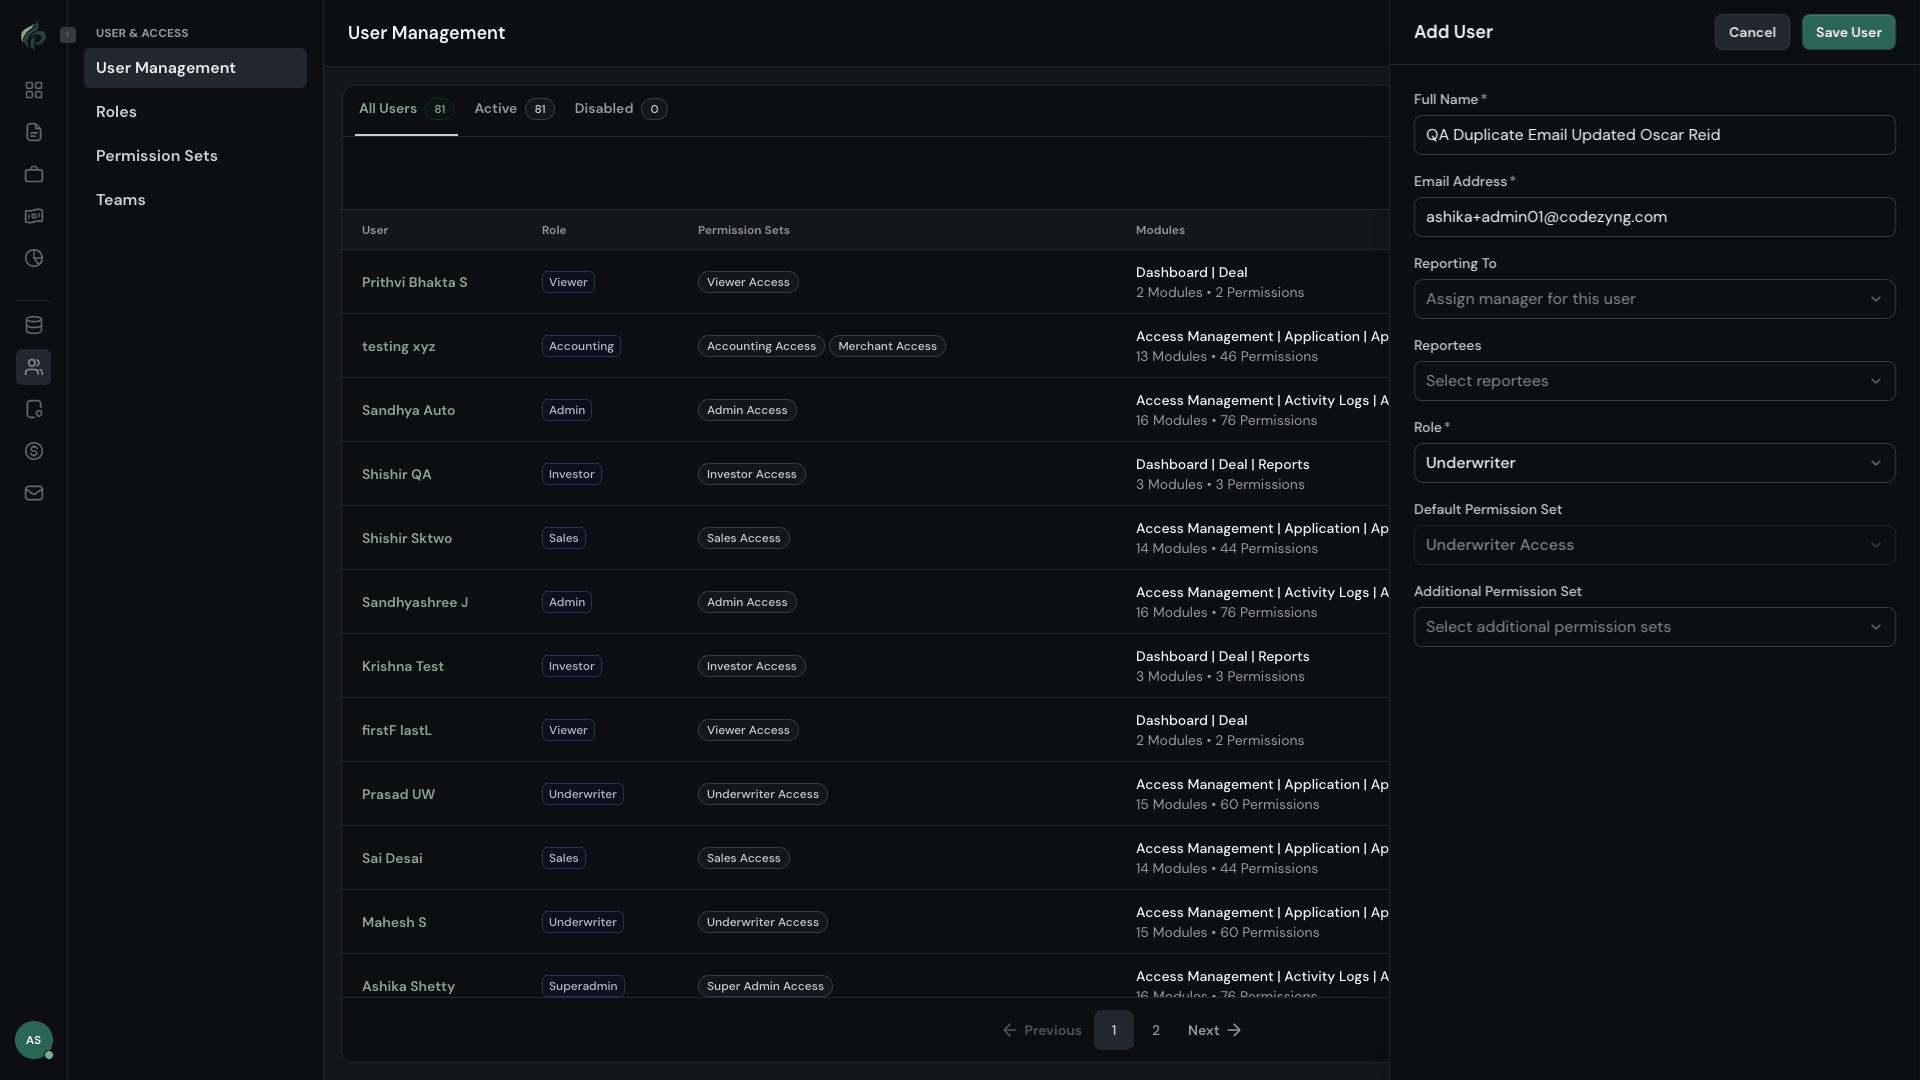 USER & ACCESS
User Management
Roles
Permission Sets
Teams
AS
User Management
All Users 81 Active 81 Disabled 0
User Role Permission Sets Modules
Prithvi Bhakta S Viewer Viewer Access Dashboard | Deal
2 Modules • 2 Permissions
testing xyz Accounting Accounting Access Merchant Access Access Management | Application | Ap
13 Modules • 46 Permissions
Sandhya Auto Admin Admin Access Access Management | Activity Logs | A
16 Modules • 76 Permissions
Shishir QA Investor Investor Access Dashboard | Deal | Reports
3 Modules • 3 Permissions
Shishir Sktwo Sales Sales Access Access Management | Application | Ap
14 Modules • 44 Permissions
Sandhyashree J Admin Admin Access Access Management | Activity Logs | A
16 Modules • 76 Permissions
Krishna Test Investor Investor Access Dashboard | Deal | Reports
3 Modules • 3 Permissions
firstF lastL Viewer Viewer Access Dashboard | Deal
2 Modules • 2 Permissions
Prasad UW Underwriter Underwriter Access Access Management | Application | Ap
15 Modules • 60 Permissions
Sai Desai Sales Sales Access Access Management | Application | Ap
14 Modules • 44 Permissions
Mahesh S Underwriter Underwriter Access Access Management | Application | Ap
15 Modules • 60 Permissions
Ashika Shetty Superadmin Super Admin Access Access Management | Activity Logs | A
16 Modules • 76 Permissions
Previous 1 2 Next
Add User Cancel Save User
Full Name *
QA Duplicate Email Updated Oscar Reid
Email Address *
ashika+admin01@codezyng.com
Reporting To
Assign manager for this user
Reportees
Select reportees
Role *
Underwriter
Default Permission Set
Underwriter Access
Additional Permission Set
Select additional permission sets